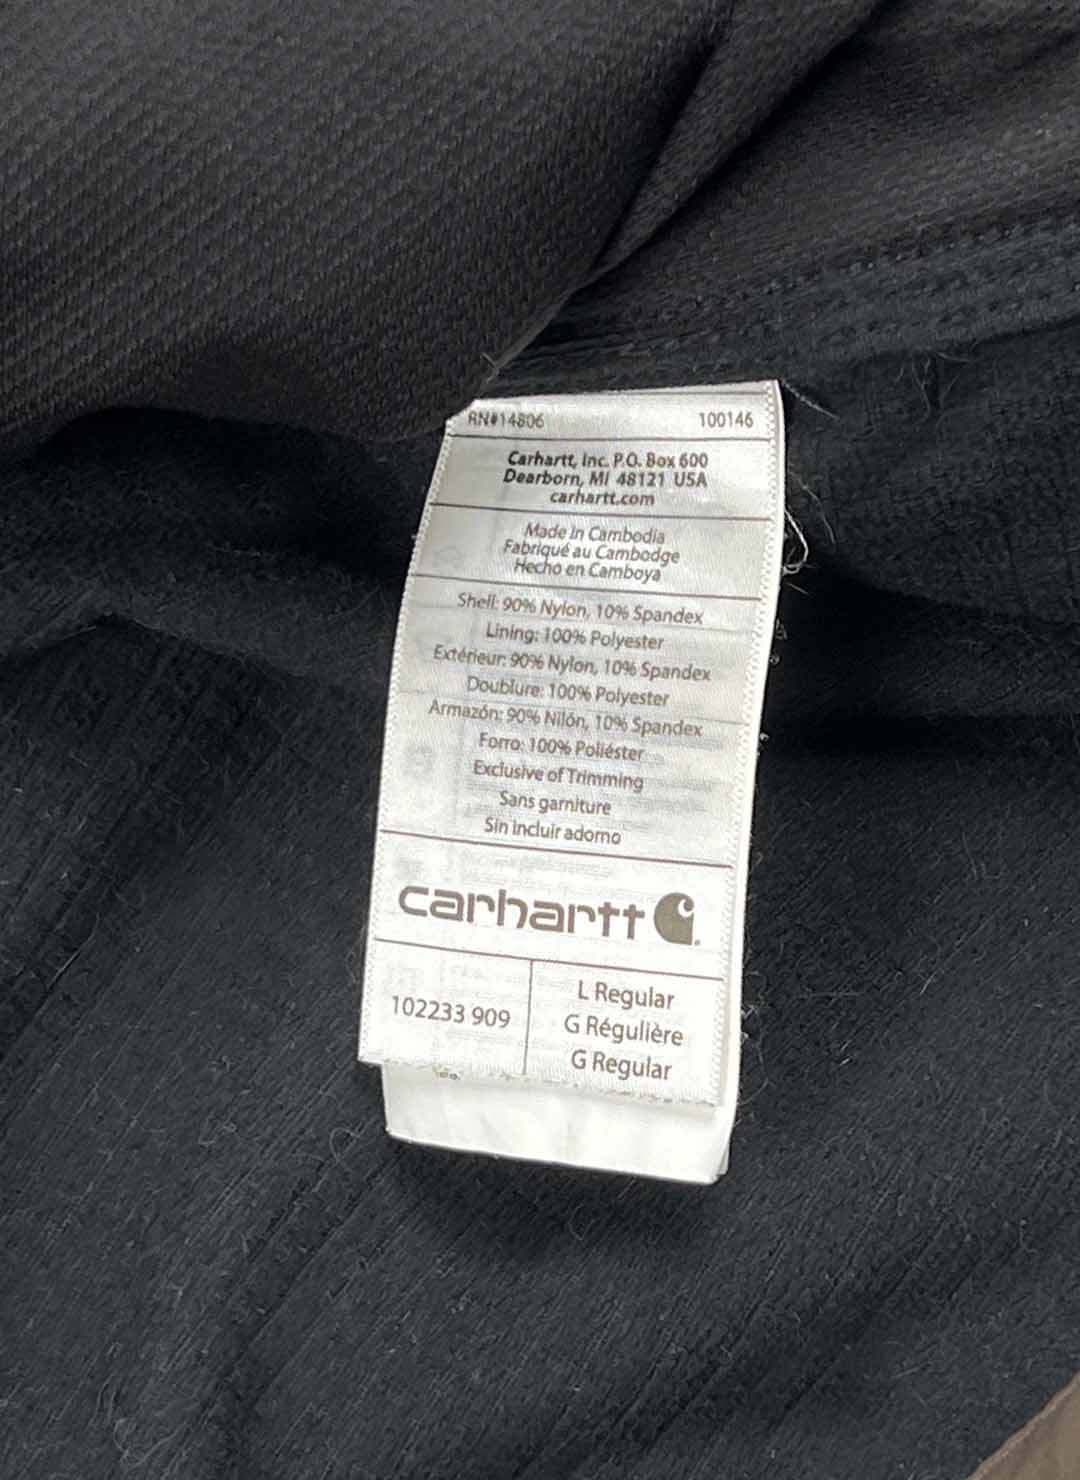 RN#14806 100146
Carhartt, Inc. P.O. Box 600
Dearborn, MI 48121 USA
carhartt.com
Made in Cambodia
Fabriqué au Cambodge
Hecho en Camboya
Shell: 90% Nylon, 10% Spandex
Lining: 100% Polyester
Extérieur: 90% Nylon, 10% Spandex
Doublure: 100% Polyester
Armazón: 90% Nilón, 10% Spandex
Forro: 100% Poliéster
Exclusive of Trimming
Sans garniture
Sin incluir adorno
carhartt
102233 909
L Regular
G Régulière
G Regular